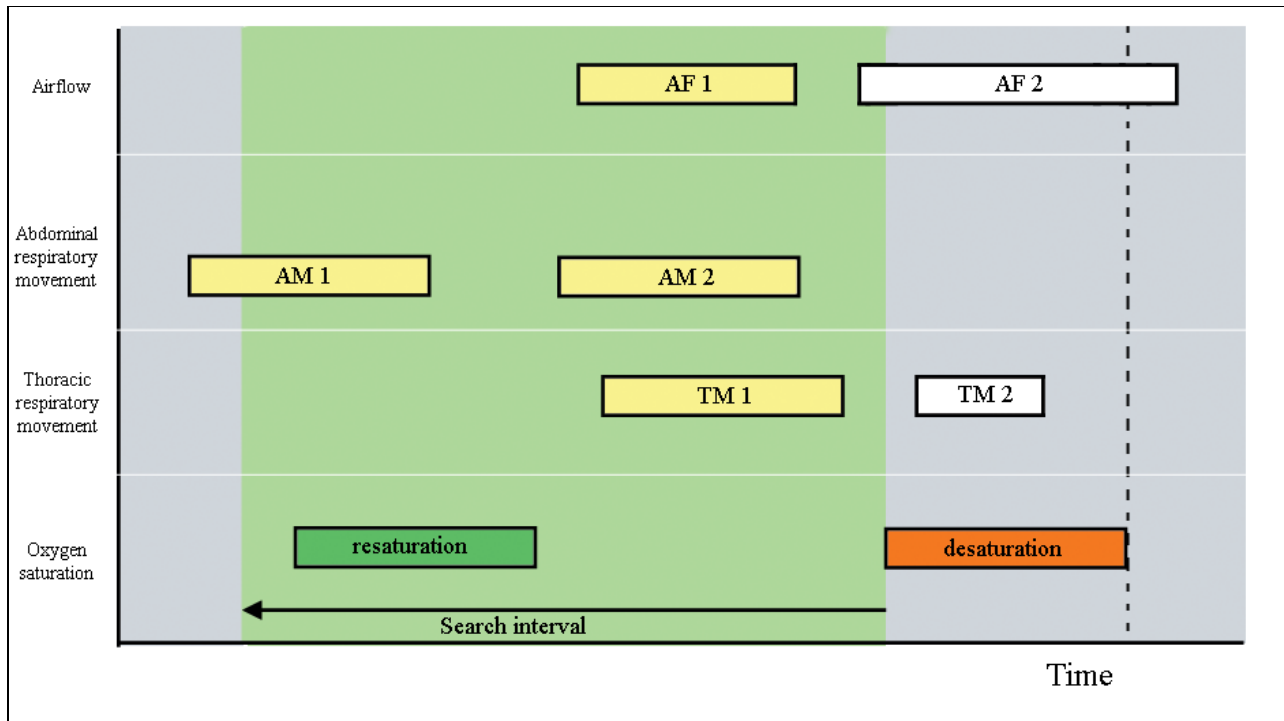 Airflow
AF 1
AF 2
Abdominal
respiratory
movement
AM 1
AM 2
Thoracic
respiratory
movement
TM 1
TM 2
Oxygen
saturation
resaturation
desaturation
Search interval
Time